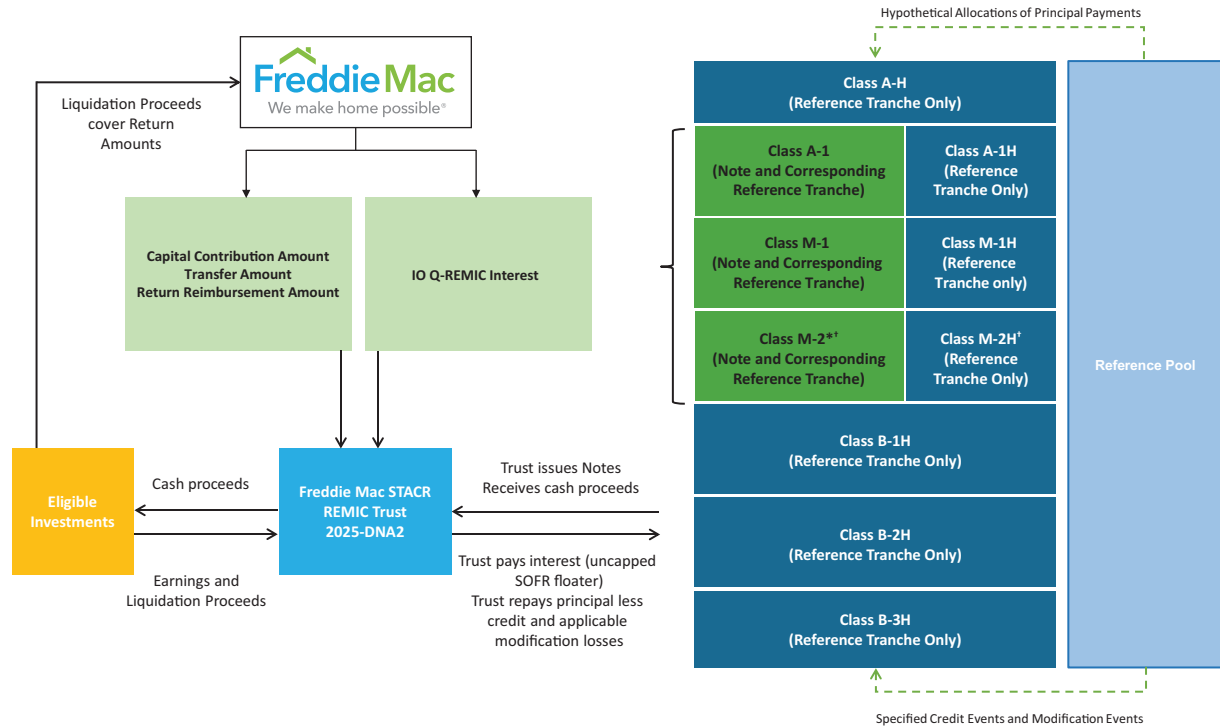 Hypothetical Allocations of Principal Payments
FreddieMac
We make home possible®
Liquidation Proceeds
cover Return
Amounts
Capital Contribution Amount
Transfer Amount
Return Reimbursement Amount
IO Q-REMIC Interest
Eligible
Investments
Cash proceeds
Earnings and
Liquidation Proceeds
Freddie Mac STACR
REMIC Trust
2025-DNA2
Trust issues Notes
Receives cash proceeds
Trust pays interest (uncapped
SOFR floater)
Trust repays principal less
credit and applicable
modification losses
Class A-H
(Reference Tranche Only)
Class A-1
(Note and Corresponding
Reference Tranche)
Class A-1H
(Reference
Tranche Only)
Class M-1
(Note and Corresponding
Reference Tranche)
Class M-1H
(Reference
Tranche only)
Class M-2*†
(Note and Corresponding
Reference Tranche)
Class M-2H†
(Reference
Tranche Only)
Class B-1H
(Reference Tranche Only)
Class B-2H
(Reference Tranche Only)
Class B-3H
(Reference Tranche Only)
Reference Pool
Specified Credit Events and Modification Events